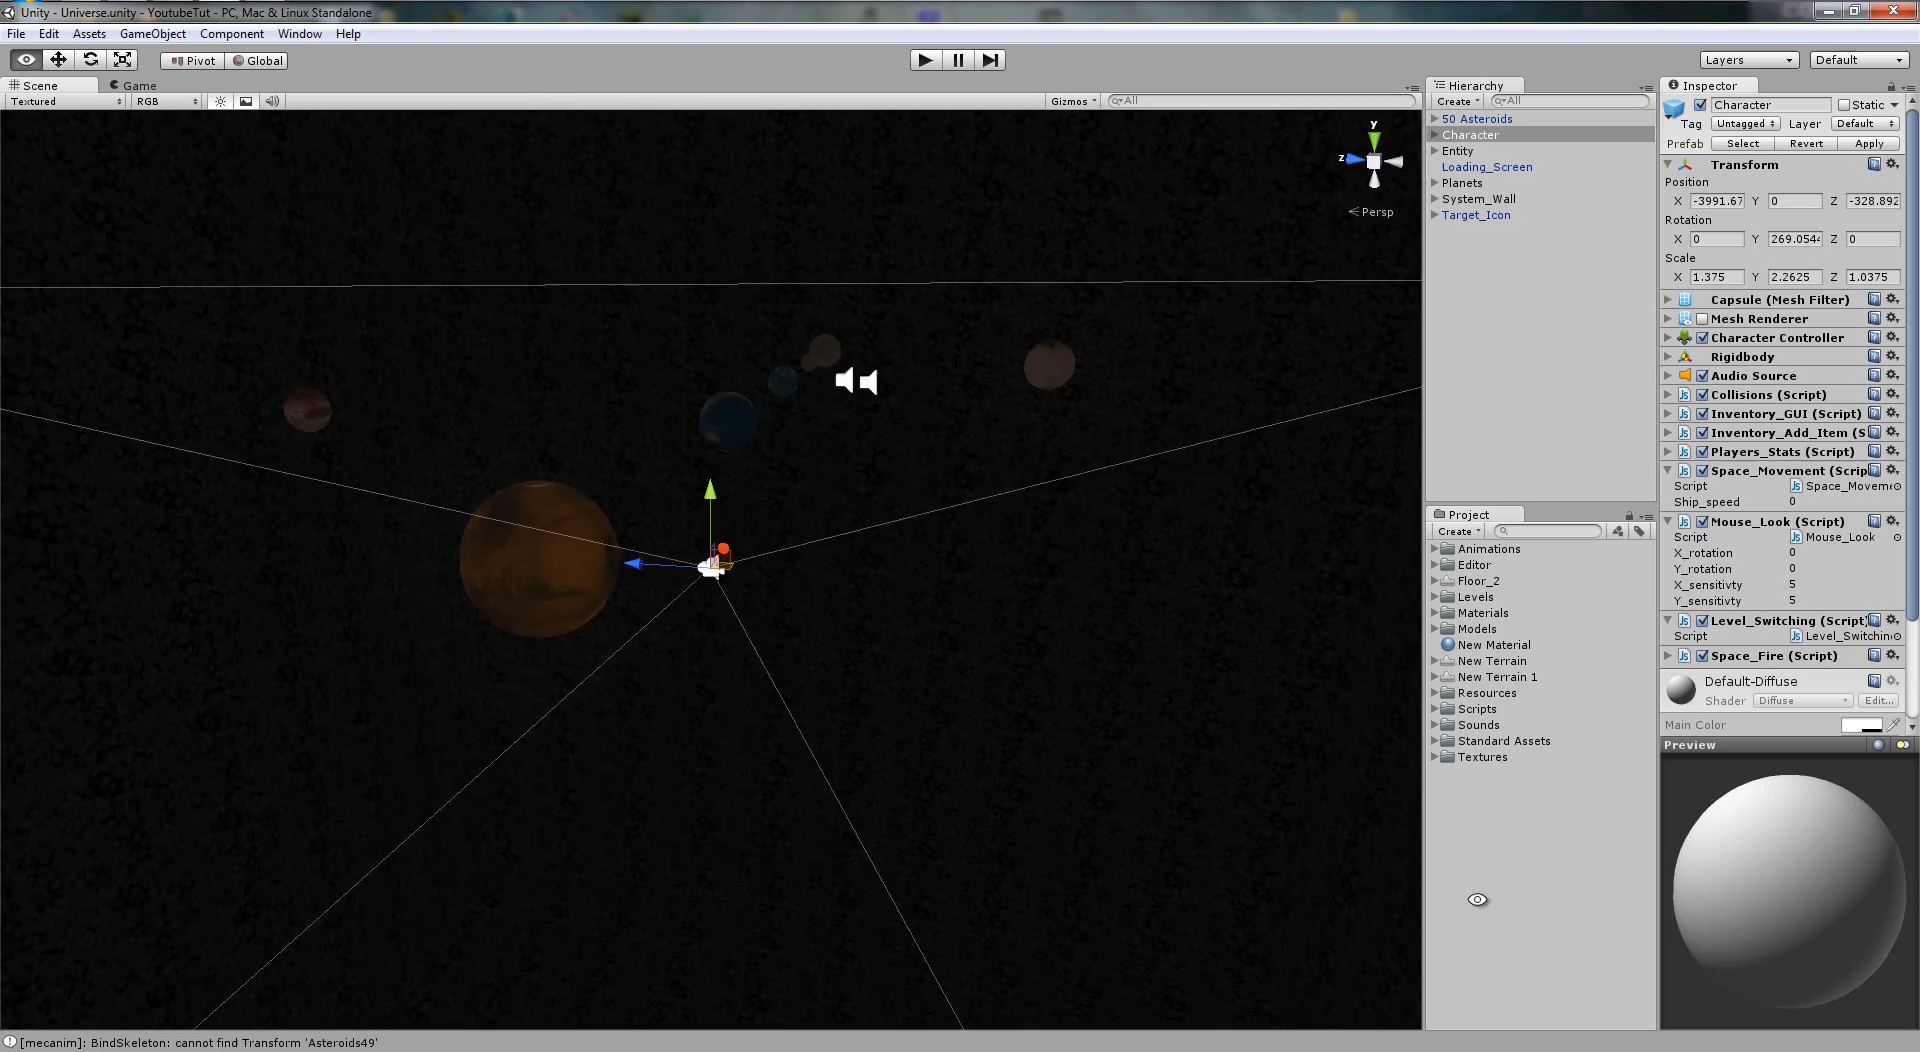 Unity - Universe.unity - YoutubeTut - PC, Mac & Linux Standalone
File Edit Assets GameObject Component Window Help
Pivot Global Layers Default
Scene Game
Textured RGB Gizmos All
y
z
Persp
Hierarchy
Create All
50 Asteroids
Character
Entity
Loading_Screen
Planets
System_Wall
Target_Icon
Project
Create
Animations
Editor
Floor_2
Levels
Materials
Models
New Material
New Terrain
New Terrain 1
Resources
Scripts
Sounds
Standard Assets
Textures
Inspector
Character Static
Tag Untagged Layer Default
Prefab Select Revert Apply
Transform
Position
X -3991.67 Y 0 Z -328.892
Rotation
X 0 Y 269.054 Z 0
Scale
X 1.375 Y 2.2625 Z 1.0375
Capsule (Mesh Filter)
Mesh Renderer
Character Controller
Rigidbody
Audio Source
Collisions (Script)
Inventory_GUI (Script)
Inventory_Add_Item (S
Players_Stats (Script)
Space_Movement (Scrip
Script Space_Movem
Ship_speed 0
Mouse_Look (Script)
Script Mouse_Look
X_rotation 0
Y_rotation 0
X_sensitivty 5
Y_sensitivty 5
Level_Switching (Script)
Script Level_Switchin
Space_Fire (Script)
Default-Diffuse
Shader Diffuse Edit...
Main Color
Preview
[mecanim]: BindSkeleton: cannot find Transform 'Asteroids49'